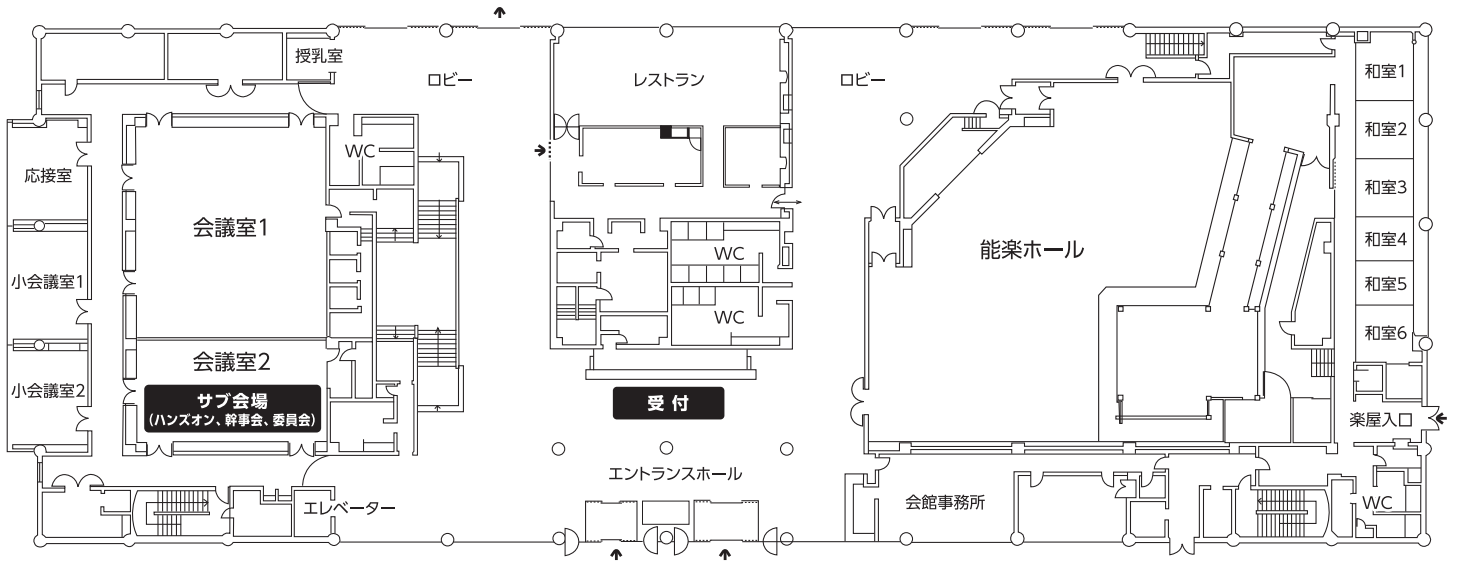 授乳室
ロビー
レストラン
ロビー
和室1
和室2
和室3
和室4
和室5
和室6
WC
応接室
会議室1
小会議室1
会議室2
小会議室2
サブ会場
(ハンズオン、幹事会、委員会)
WC
WC
能楽ホール
受付
楽屋入口
エントランスホール
エレベーター
会館事務所
WC